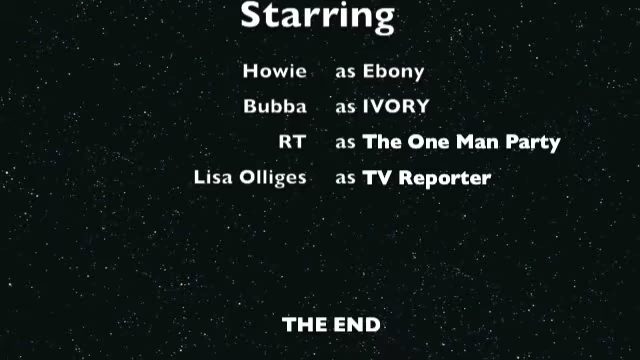 Starring
Howie as Ebony
Bubba as IVORY
RT as The One Man Party
Lisa Olliges as TV Reporter
THE END